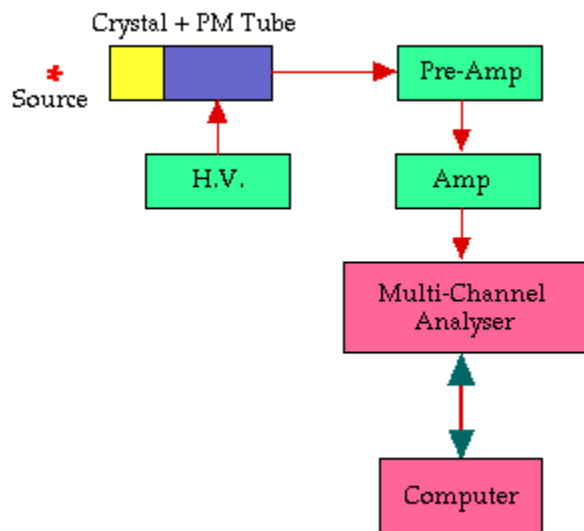 Crystal + PM Tube
Source
Pre-Amp
H.V.
Amp
Multi-Channel
Analyser
Computer